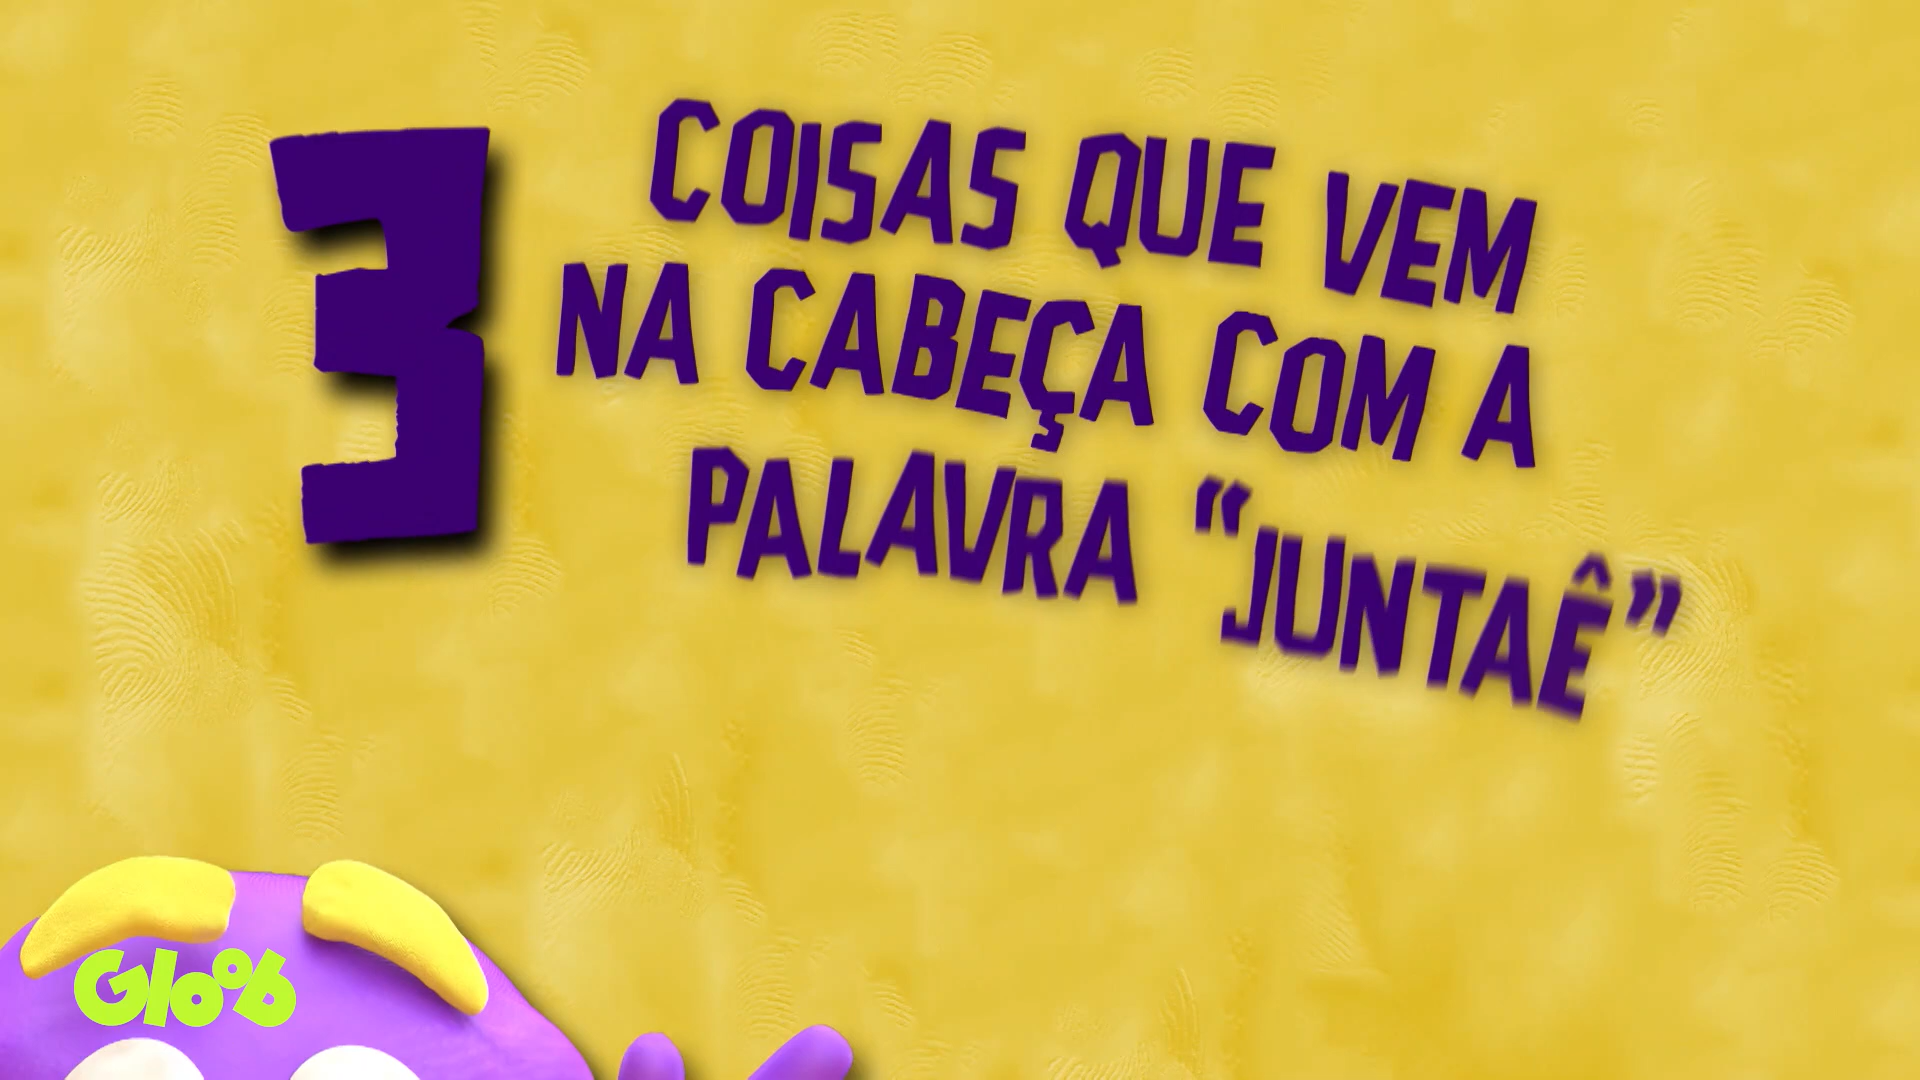 3
COISAS QUE VEM
NA CABEÇA COM A
PALAVRA “JUNTAÊ”
Gloob